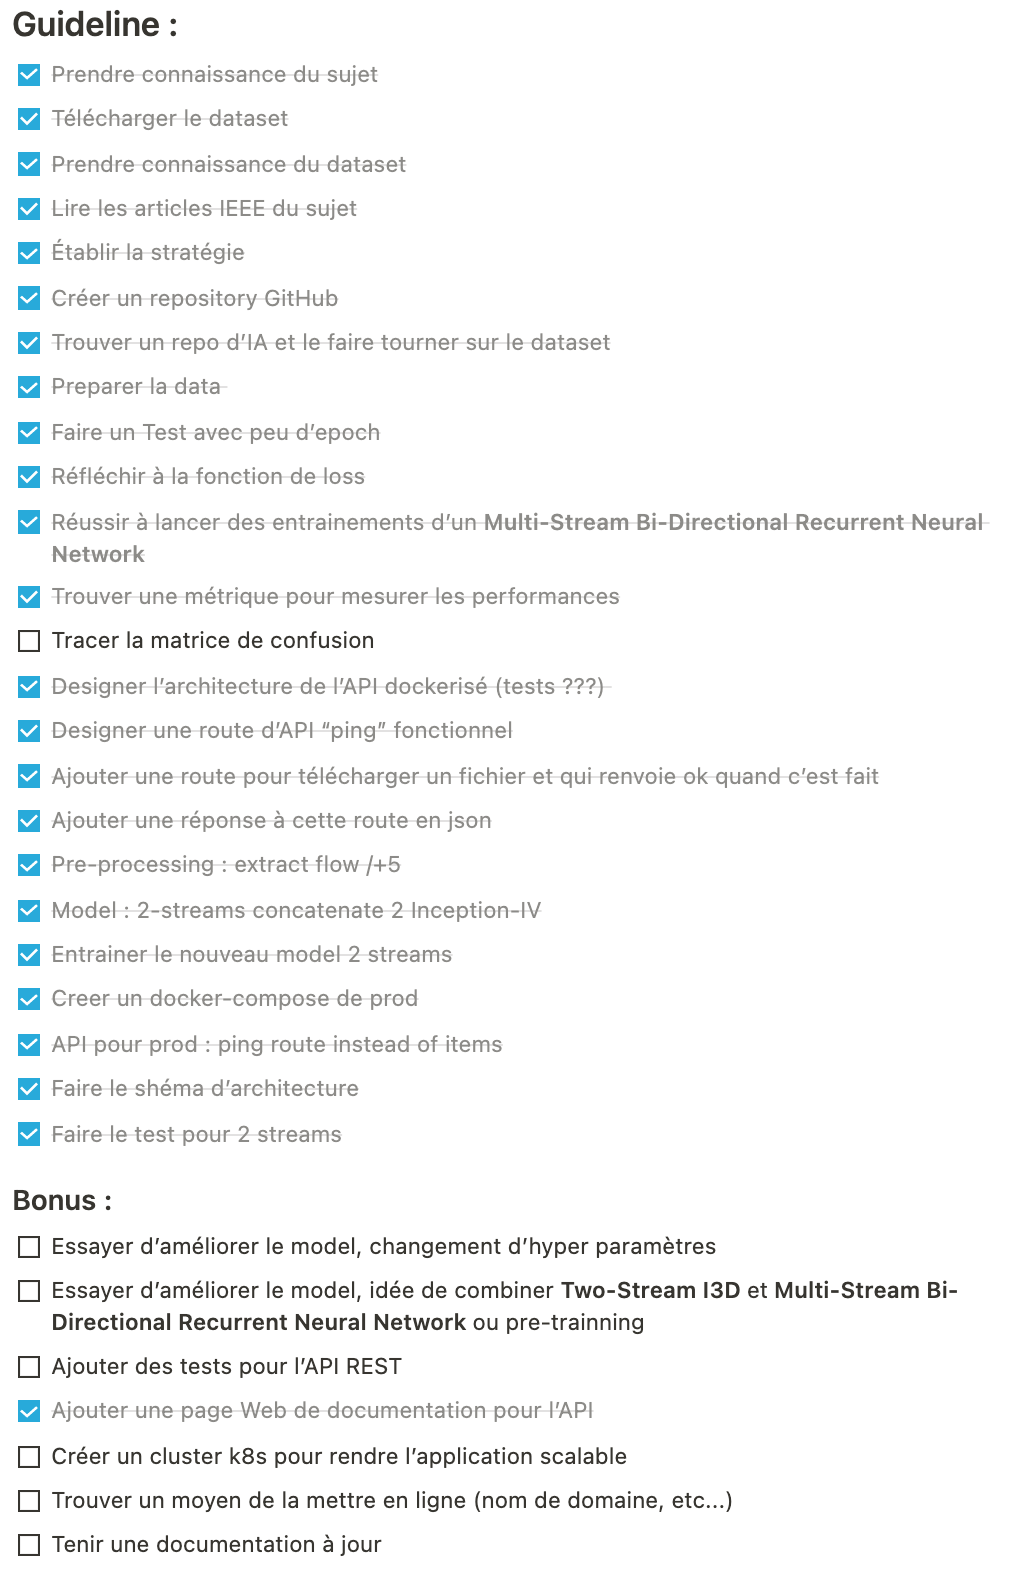 Guideline :
Prendre connaissance du sujet
Télécharger le dataset
Prendre connaissance du dataset
Lire les articles IEEE du sujet
Établir la stratégie
Créer un repository GitHub
Trouver un repo d’IA et le faire tourner sur le dataset
Preparer la data
Faire un Test avec peu d’epoch
Réfléchir à la fonction de loss
Réussir à lancer des entrainements d’un Multi-Stream Bi-Directional Recurrent Neural
Network
Trouver une métrique pour mesurer les performances
Tracer la matrice de confusion
Designer l’architecture de l’API dockerisé (tests ???)
Designer une route d’API “ping” fonctionnel
Ajouter une route pour télécharger un fichier et qui renvoie ok quand c’est fait
Ajouter une réponse à cette route en json
Pre-processing : extract flow /+5
Model : 2-streams concatenate 2 Inception-IV
Entrainer le nouveau model 2 streams
Creer un docker-compose de prod
API pour prod : ping route instead of items
Faire le shéma d’architecture
Faire le test pour 2 streams
Bonus :
Essayer d’améliorer le model, changement d’hyper paramètres
Essayer d’améliorer le model, idée de combiner Two-Stream I3D et Multi-Stream Bi-
Directional Recurrent Neural Network ou pre-trainning
Ajouter des tests pour l’API REST
Ajouter une page Web de documentation pour l’API
Créer un cluster k8s pour rendre l’application scalable
Trouver un moyen de la mettre en ligne (nom de domaine, etc...)
Tenir une documentation à jour